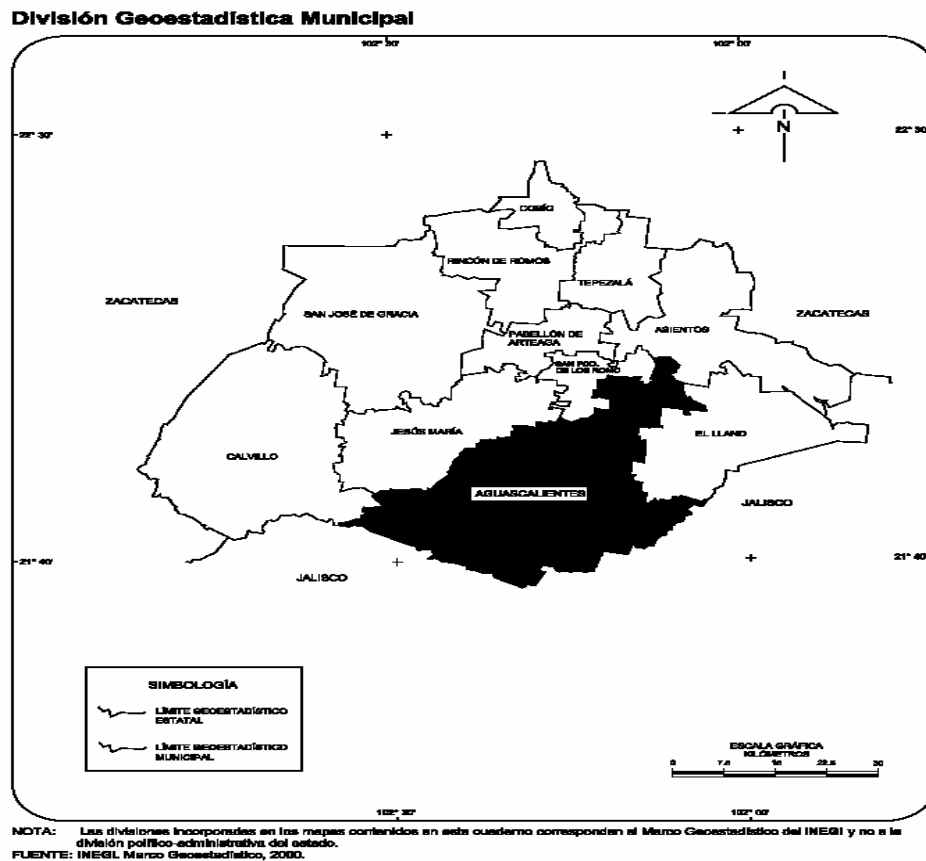 División Geoestadística Municipal
102° 30'
102° 00'
22° 30'
22° 30'
N
COSÍO
RINCÓN DE ROMOS
TEPEZALÁ
ZACATECAS
SAN JOSÉ DE GRACIA
ZACATECAS
ASIENTOS
PABELLÓN DE
ARTEAGA
SAN FCO.
DE LOS ROMO
JESÚS MARÍA
EL LLANO
CALVILLO
AGUASCALIENTES
JALISCO
21° 40'
21° 40'
JALISCO
SIMBOLOGÍA
LÍMITE GEOESTADÍSTICO
ESTATAL
LÍMITE GEOESTADÍSTICO
MUNICIPAL
ESCALA GRÁFICA
KILÓMETROS
0 7.5 15 22.5 30
102° 30'
102° 00'
NOTA: Las divisiones incorporadas en los mapas contenidos en este cuaderno corresponden al Marco Geoestadístico del INEGI y no a la
división político-administrativa del estado.
FUENTE: INEGI. Marco Geoestadístico, 2000.